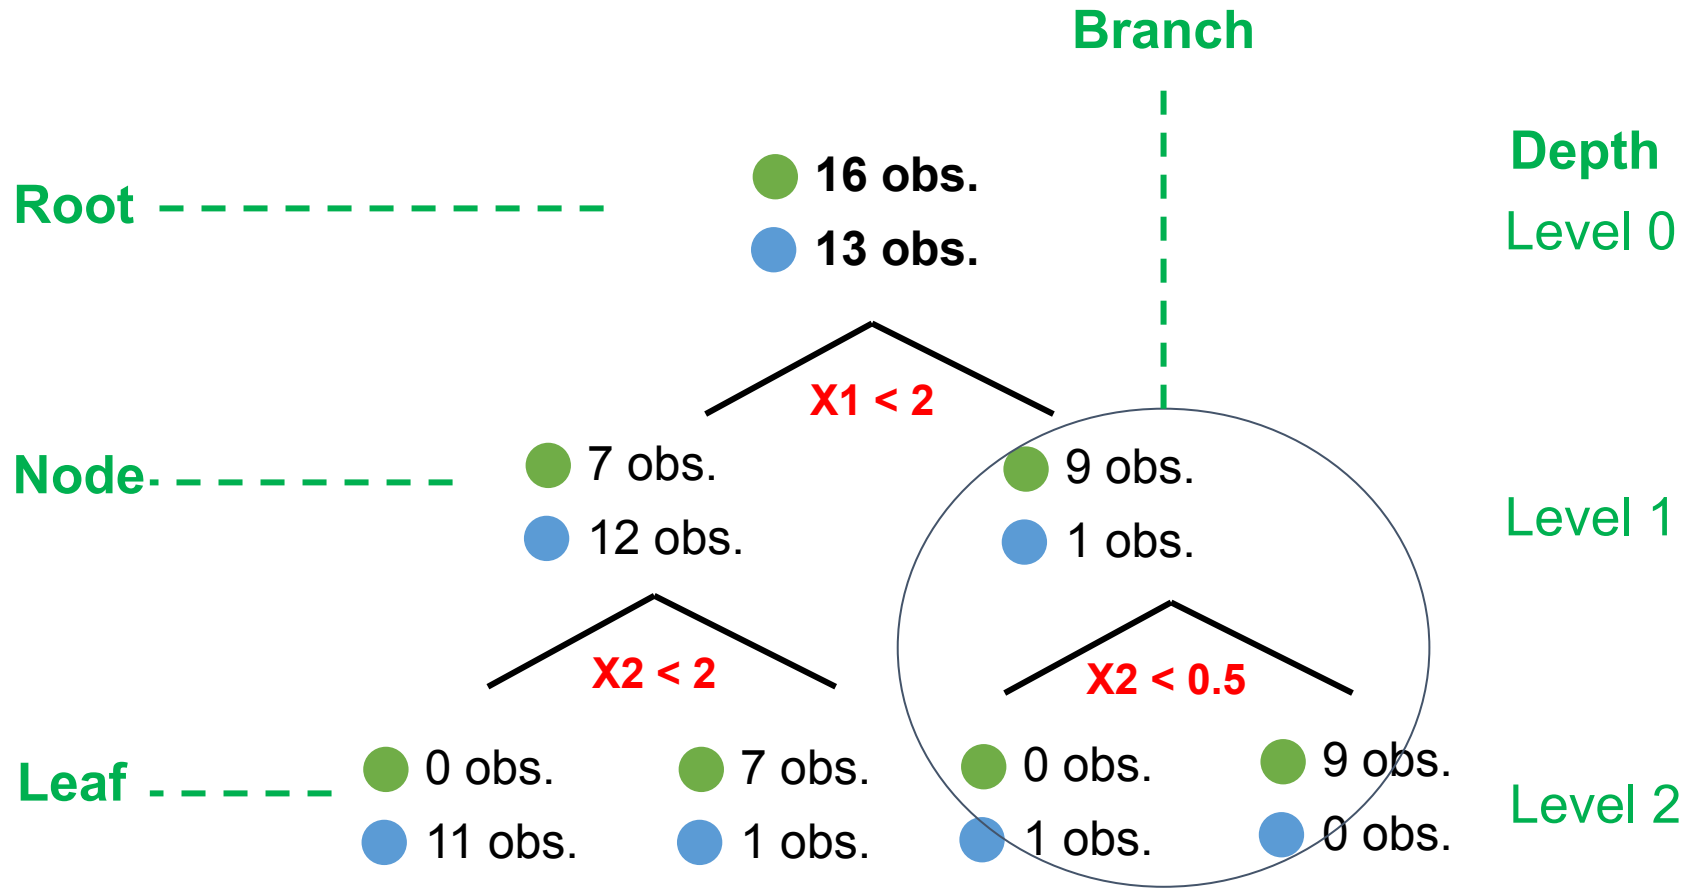 Branch
Depth
16 obs.
Root
Level 0
13 obs.
X1 < 2
7 obs.
9 obs.
Node
12 obs.
1 obs.
Level 1
X2 < 2
X2 < 0.5
0 obs.
7 obs.
0 obs.
9 obs.
Leaf
Level 2
11 obs.
1 obs.
1 obs.
0 obs.